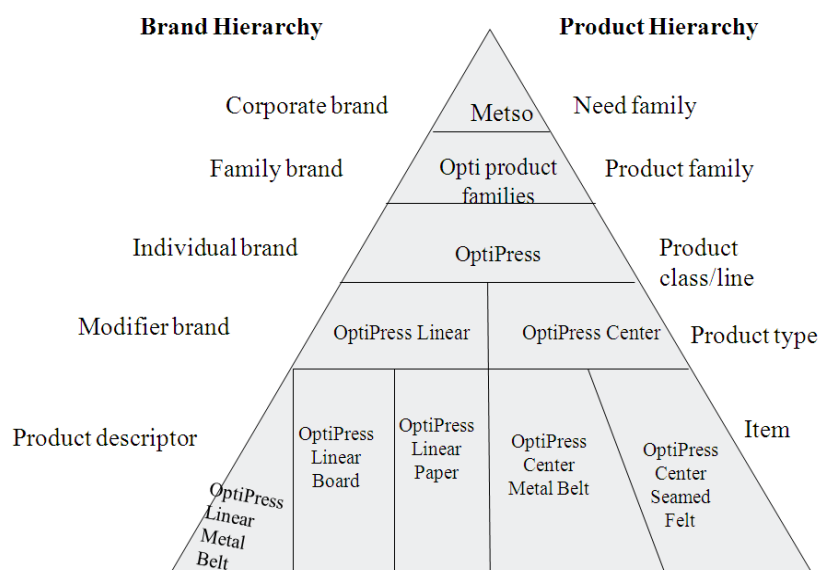 Brand Hierarchy
Product Hierarchy
Corporate brand
Metso
Need family
Family brand
Opti product
families
Product family
Individual brand
OptiPress
Product
class/line
Modifier brand
OptiPress Linear
OptiPress Center
Product type
Product descriptor
OptiPress
Linear
Metal
Belt
OptiPress
Linear
Board
OptiPress
Linear
Paper
OptiPress
Center
Metal Belt
OptiPress
Center
Seamed
Felt
Item